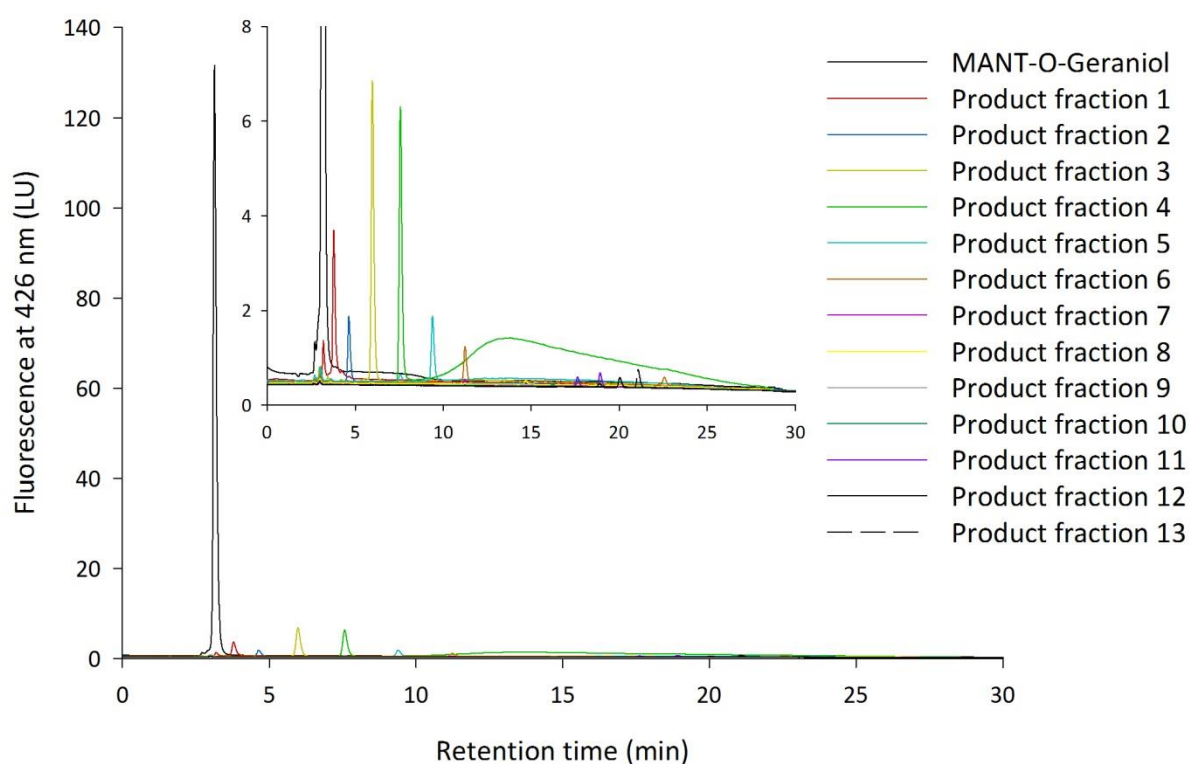 140
120
100
80
60
40
20
0
Fluorescence at 426 nm (LU)
0 5 10 15 20 25 30
Retention time (min)
8
6
4
2
0
0 5 10 15 20 25 30
MANT-O-Geraniol
Product fraction 1
Product fraction 2
Product fraction 3
Product fraction 4
Product fraction 5
Product fraction 6
Product fraction 7
Product fraction 8
Product fraction 9
Product fraction 10
Product fraction 11
Product fraction 12
Product fraction 13